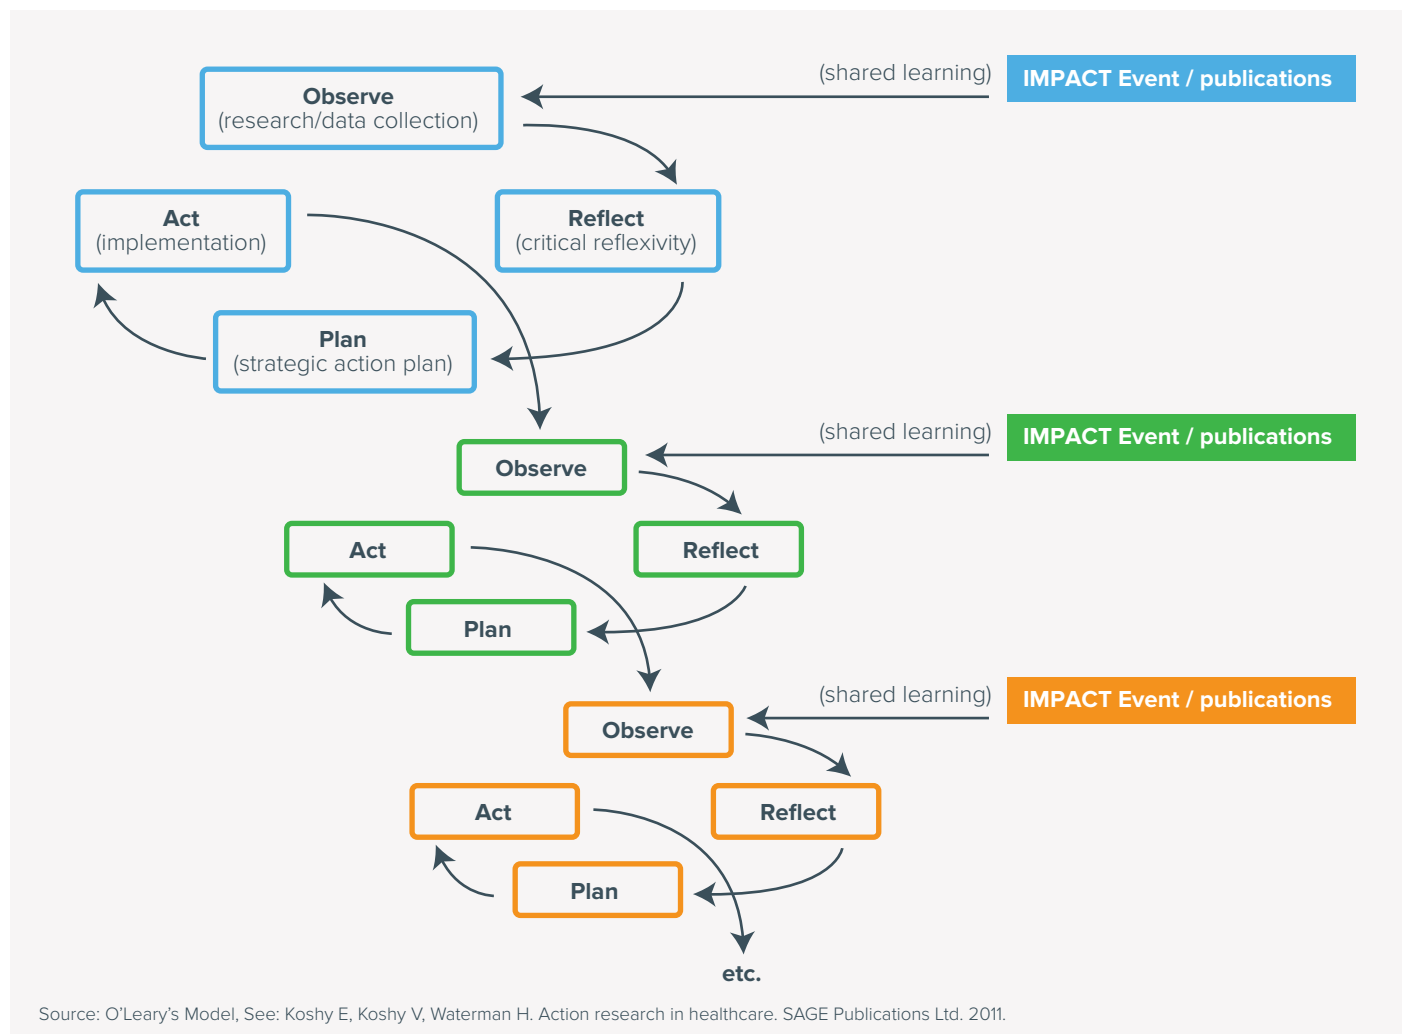 (shared learning)
IMPACT Event / publications
Observe
(research/data collection)
Act
(implementation)
Reflect
(critical reflexivity)
Plan
(strategic action plan)
(shared learning)
IMPACT Event / publications
Observe
Act
Reflect
Plan
(shared learning)
IMPACT Event / publications
Observe
Act
Reflect
Plan
etc.
Source: O’Leary’s Model, See: Koshy E, Koshy V, Waterman H. Action research in healthcare. SAGE Publications Ltd. 2011.